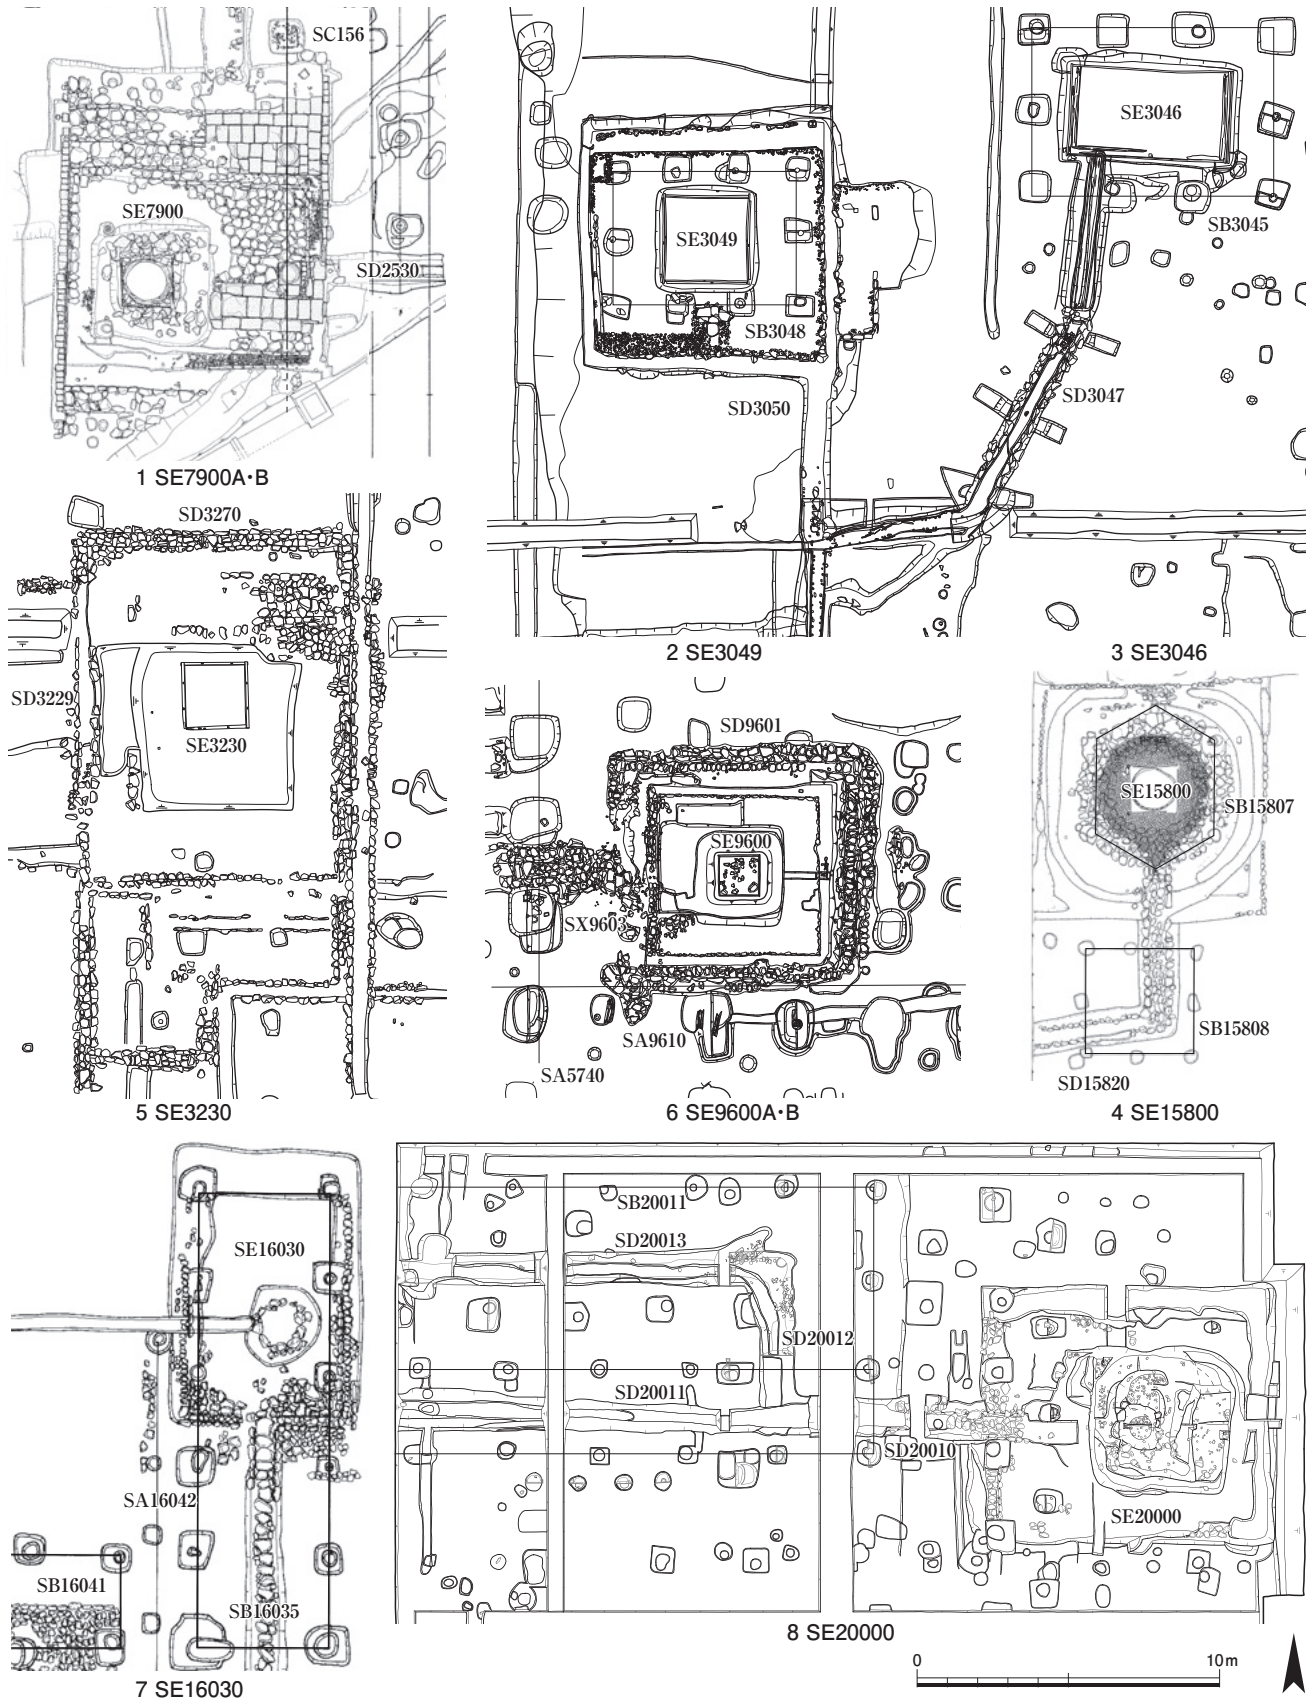 SC156
SE7900
SD2530
1 SE7900A・B
SE3049
SB3048
SD3050
2 SE3049
SE3046
SB3045
SD3047
3 SE3046
SD3270
SD3229
SE3230
5 SE3230
SD9601
SE9600
SX9603
SA9610
SA5740
6 SE9600A・B
SE15800
SB15807
SB15808
SD15820
4 SE15800
SE16030
SA16042
SB16041
SB16035
7 SE16030
SB20011
SD20013
SD20012
SD20011
SD20010
SE20000
8 SE20000
0 10m